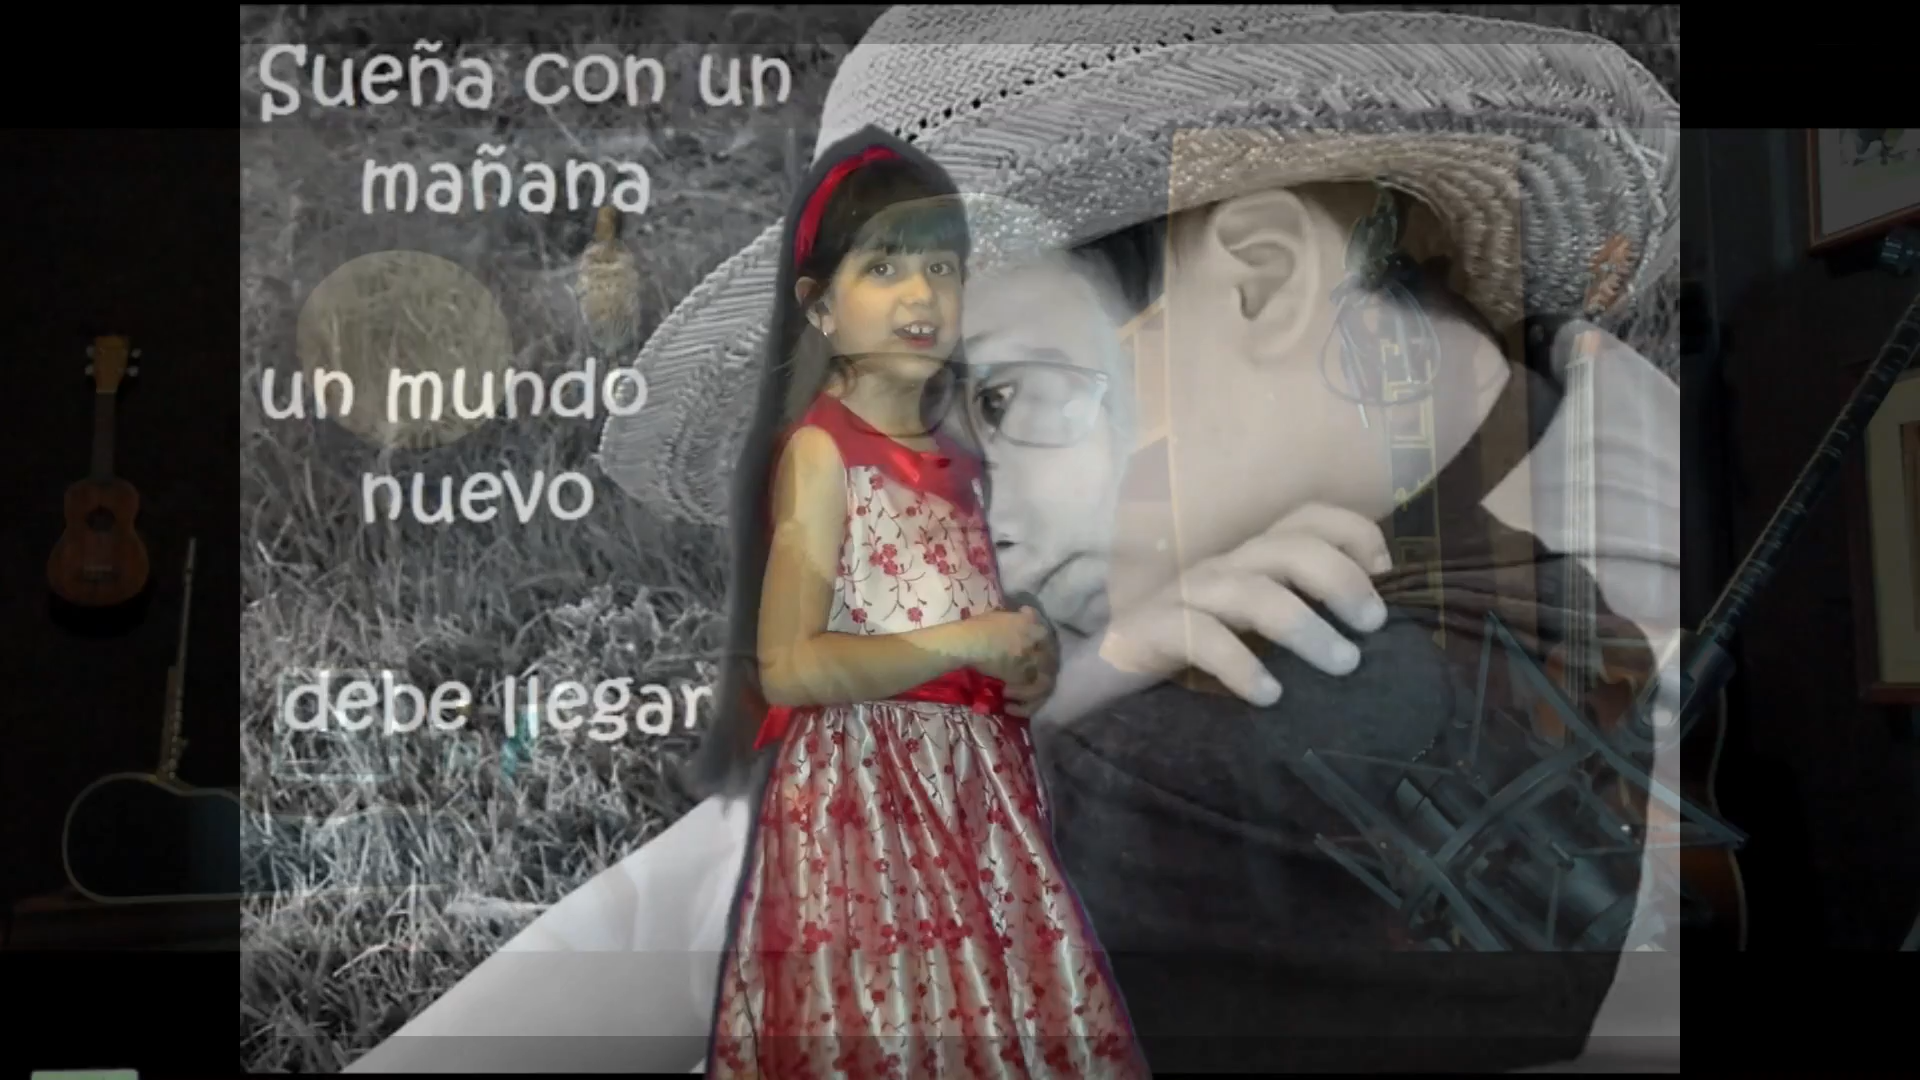 Sueña con un
mañana
un mundo
nuevo
debe llegar